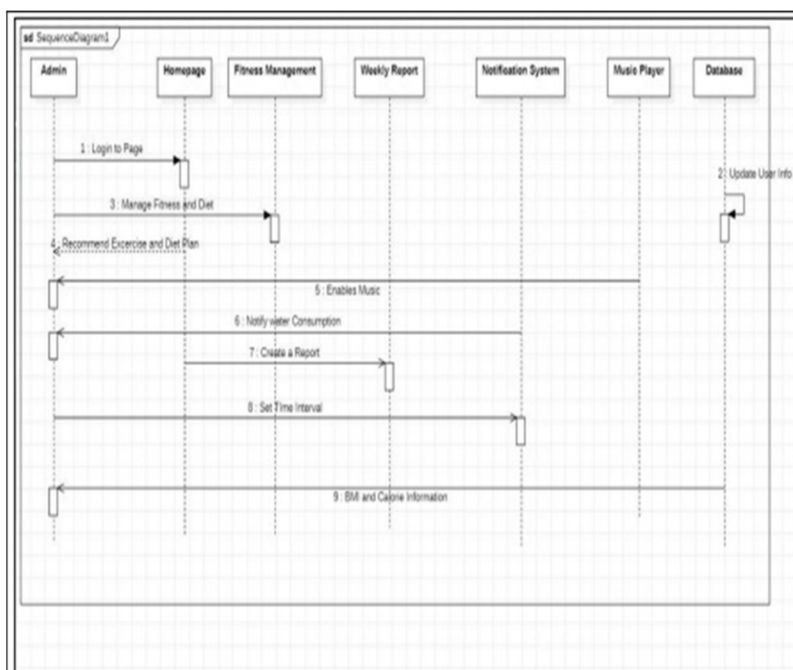 sd SequenceDiagram1
Admin
Homepage
Fitness Management
Weekly Report
Notification System
Music Player
Database
1 : Login to Page
2 : Update User Info
3 : Manage Fitness and Diet
4 : Recommend Excercise and Diet Plan
5 : Enables Music
6 : Notify water Consumption
7 : Create a Report
8 : Set Time Interval
9 : BMI and Calorie Information